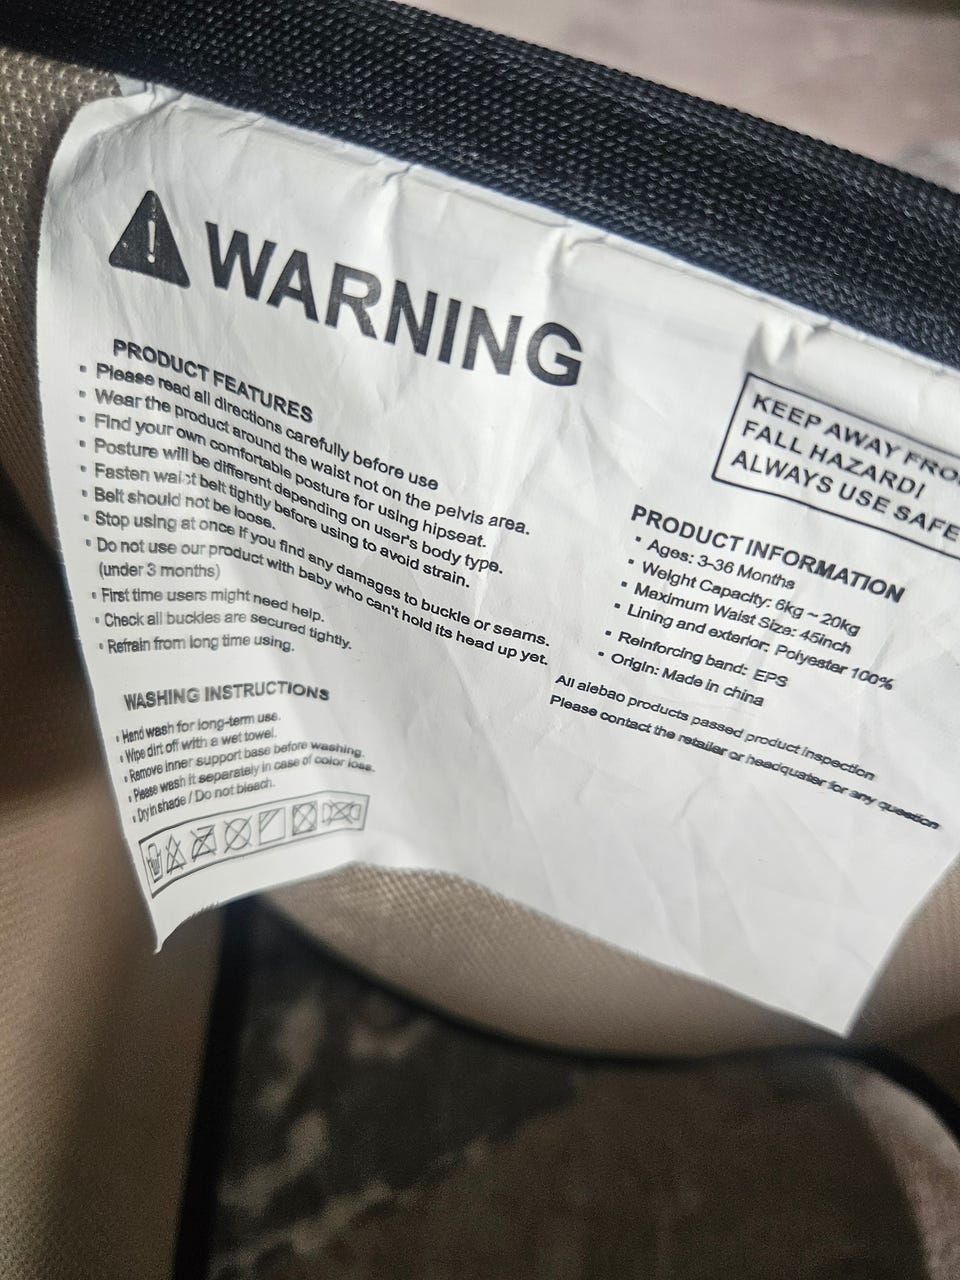 WARNING
PRODUCT FEATURES
• Please read all directions carefully before use
• Wear the product around the waist not on the pelvis area.
• Find your own comfortable posture for using hipseat.
• Posture will be different depending on user's body type.
• Fasten waist belt tightly before using to avoid strain.
• Belt should not be loose.
• Stop using at once if you find any damages to buckle or seams.
• Do not use our product with baby who can't hold its head up yet.
(under 3 months)
• First time users might need help.
• Check all buckles are secured tightly.
• Refrain from long time using.
WASHING INSTRUCTIONS
• Hand wash for long-term use.
• Wipe dirt off with a wet towel.
• Remove inner support base before washing.
• Please wash it separately in case of color loss.
• Dry in shade / Do not bleach.
KEEP AWAY FRO
FALL HAZARD!
ALWAYS USE SAFE
PRODUCT INFORMATION
• Ages: 3-36 Months
• Weight Capacity: 6kg ~ 20kg
• Maximum Waist Size: 45inch
• Lining and exterior: Polyester 100%
• Reinforcing band: EPS
• Origin: Made in china
All aiebao products passed product inspection
Please contact the retailer or headquater for any question